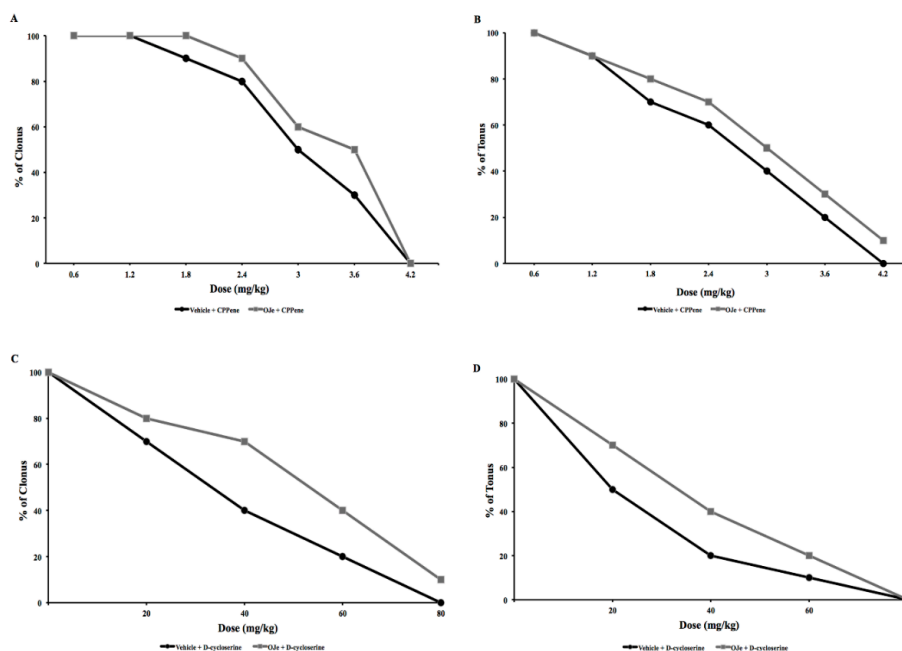 A
% of Clonus
100
80
60
40
20
0
0.6 1.2 1.8 2.4 3 3.6 4.2
Dose (mg/kg)
Vehicle + CPPene OJe + CPPene
B
% of Tonus
100
80
60
40
20
0
0.6 1.2 1.8 2.4 3 3.6 4.2
Dose (mg/kg)
Vehicle + CPPene OJe + CPPene
C
% of Clonus
100
80
60
40
20
0
20 40 60 80
Dose (mg/kg)
Vehicle + D-cycloserine OJe + D-cycloserine
D
% of Tonus
100
80
60
40
20
0
20 40 60
Dose (mg/kg)
Vehicle + D-cycloserine OJe + D-cycloserine